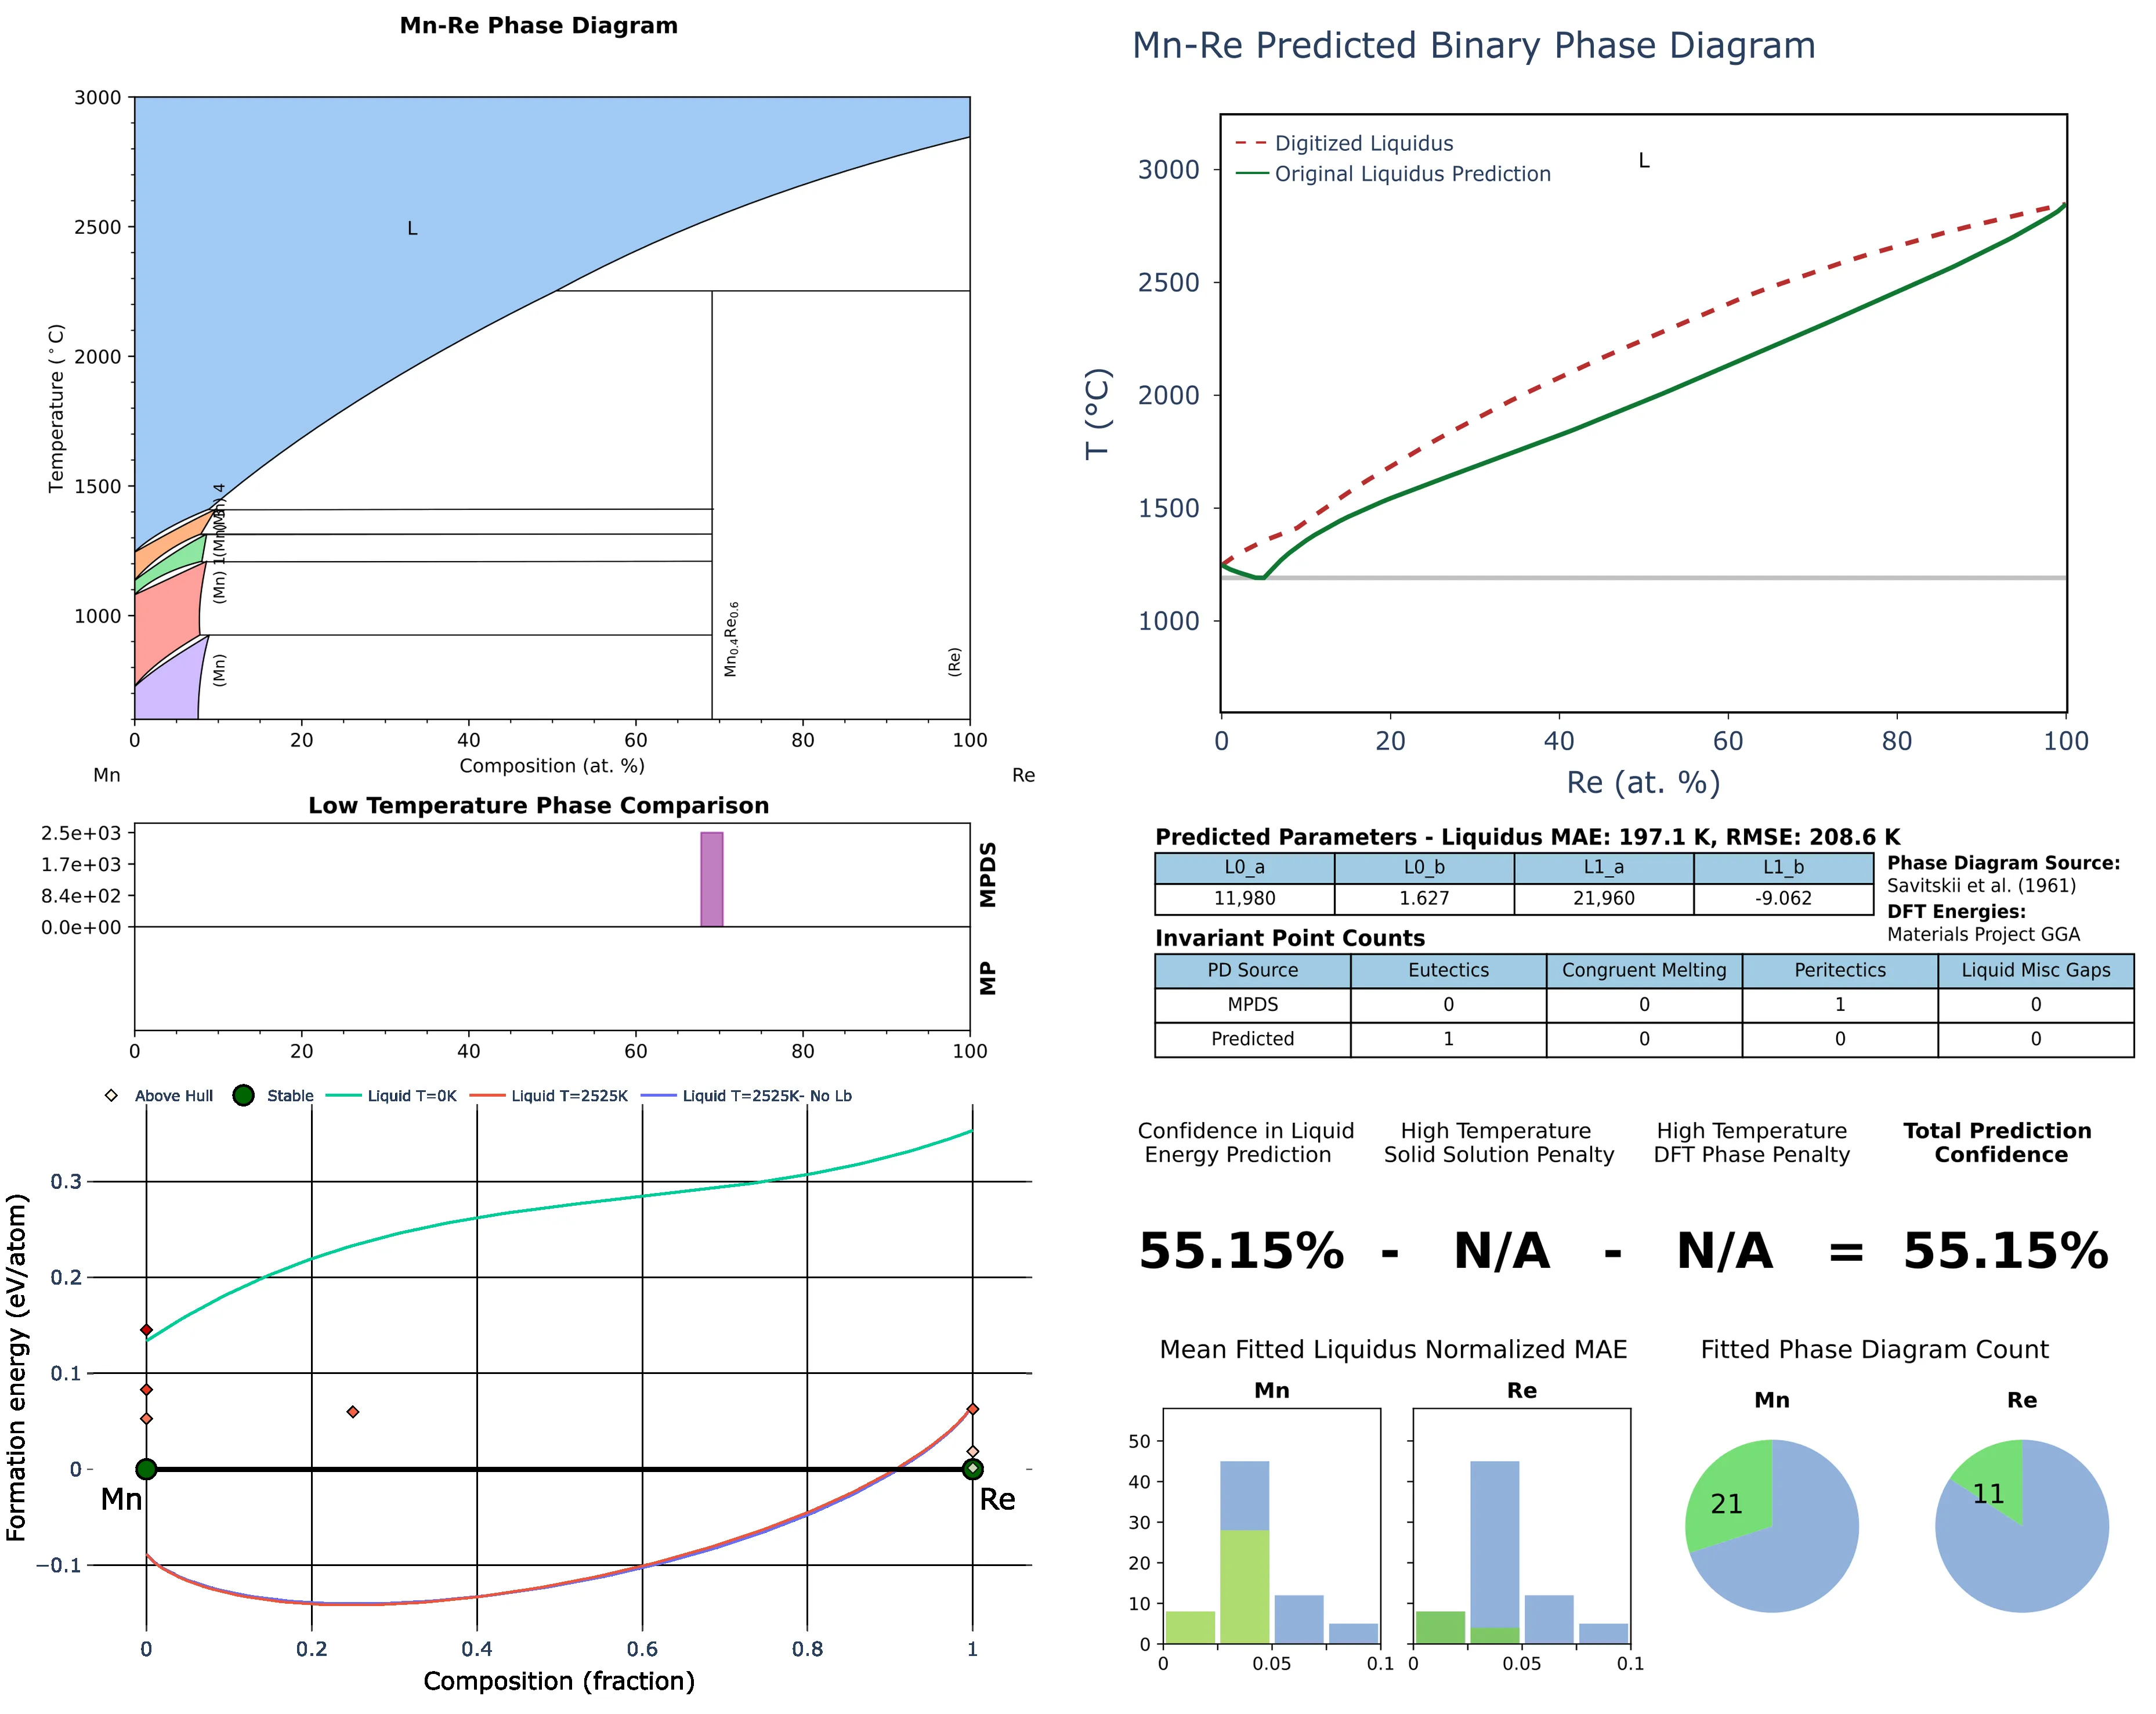 Mn-Re Phase Diagram
3000
2500
2000
1500
1000
Temperature (°C)
L
(Mn) 4
(Mn) 1
(Mn)
Mn0.4Re0.6
(Re)
0 20 40 60 80 100
Composition (at. %)
Mn
Re
Low Temperature Phase Comparison
2.5e+03
1.7e+03
8.4e+02
0.0e+00
MPDS
MP
0 20 40 60 80 100
Above Hull
Stable
Liquid T=0K
Liquid T=2525K
Liquid T=2525K- No Lb
Formation energy (eV/atom)
0.3
0.2
0.1
0
−0.1
Mn
Re
0 0.2 0.4 0.6 0.8 1
Composition (fraction)
Mn-Re Predicted Binary Phase Diagram
Digitized Liquidus
Original Liquidus Prediction
L
T (°C)
3000
2500
2000
1500
1000
0 20 40 60 80 100
Re (at. %)
Predicted Parameters - Liquidus MAE: 197.1 K, RMSE: 208.6 K
L0_a L0_b L1_a L1_b
11,980 1.627 21,960 -9.062
Phase Diagram Source:
Savitskii et al. (1961)
DFT Energies:
Materials Project GGA
Invariant Point Counts
PD Source Eutectics Congruent Melting Peritectics Liquid Misc Gaps
MPDS 0 0 1 0
Predicted 1 0 0 0
Confidence in Liquid
Energy Prediction
High Temperature
Solid Solution Penalty
High Temperature
DFT Phase Penalty
Total Prediction
Confidence
55.15% - N/A - N/A = 55.15%
Mean Fitted Liquidus Normalized MAE
Mn
Re
50
40
30
20
10
0
0 0.05 0.1
0 0.05 0.1
Fitted Phase Diagram Count
Mn
Re
21
11